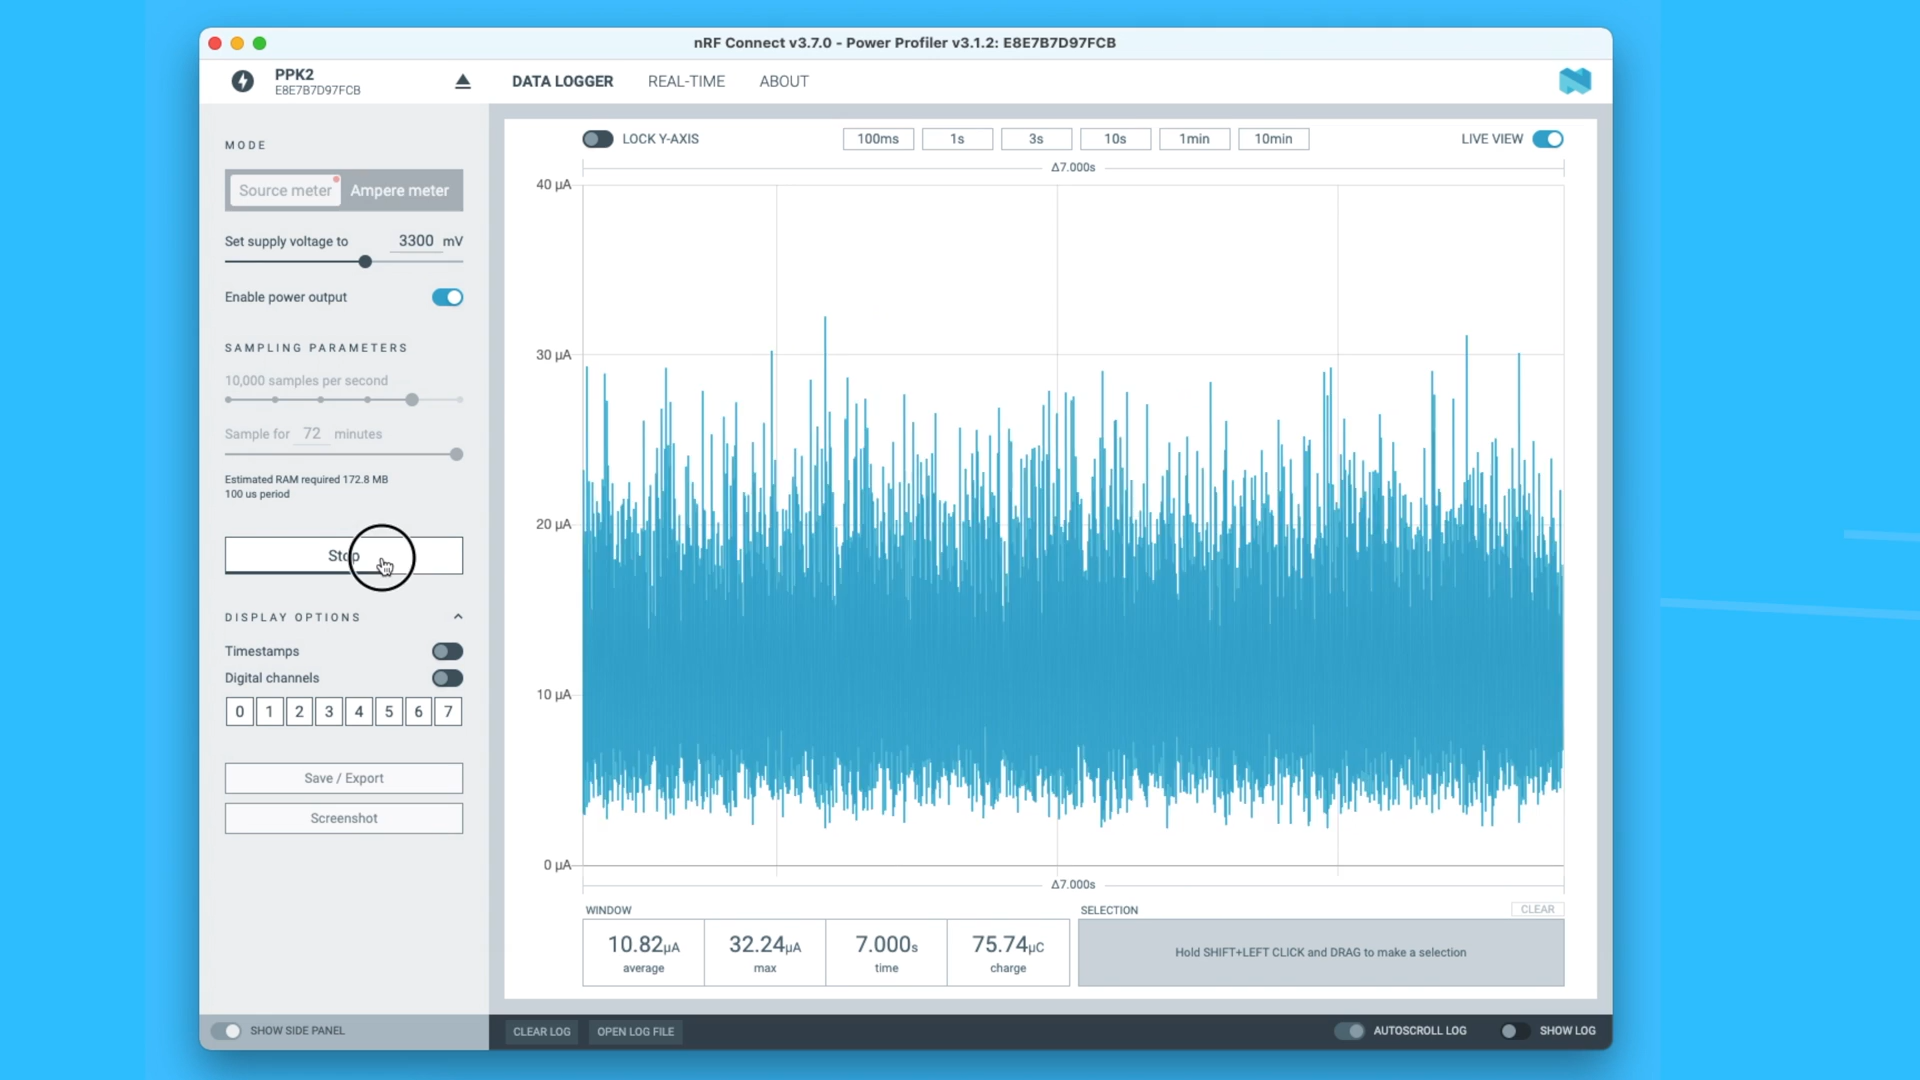 nRF Connect v3.7.0 - Power Profiler v3.1.2: E8E7B7D97FCB
PPK2
E8E7B7D97FCB
DATA LOGGER
REAL-TIME
ABOUT
MODE
Source meter
Ampere meter
Set supply voltage to 3300 mV
Enable power output
SAMPLING PARAMETERS
10,000 samples per second
Sample for 72 minutes
Estimated RAM required 172.8 MB
100 us period
Stop
DISPLAY OPTIONS
Timestamps
Digital channels
0 1 2 3 4 5 6 7
Save / Export
Screenshot
SHOW SIDE PANEL
LOCK Y-AXIS
100ms
1s
3s
10s
1min
10min
LIVE VIEW
Δ7.000s
40 µA
30 µA
20 µA
10 µA
0 µA
Δ7.000s
WINDOW
10.82µA
average
32.24µA
max
7.000s
time
75.74µC
charge
SELECTION
CLEAR
Hold SHIFT+LEFT CLICK and DRAG to make a selection
CLEAR LOG
OPEN LOG FILE
AUTOSCROLL LOG
SHOW LOG